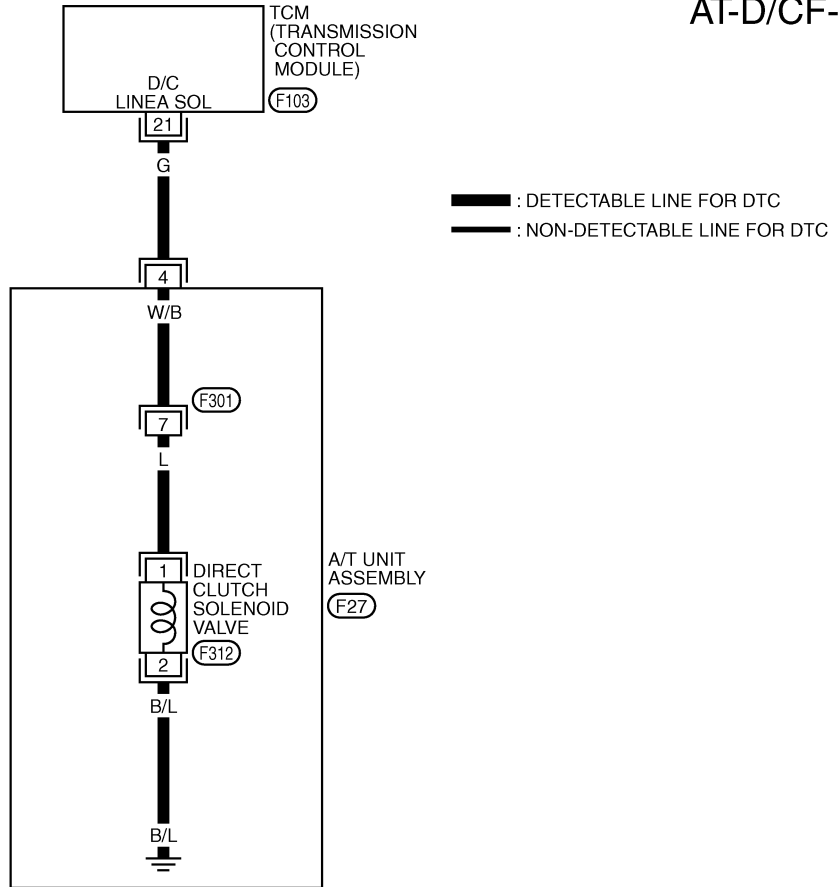 AT-D/CF-
TCM
(TRANSMISSION
CONTROL
MODULE)
F103
D/C
LINEA SOL
21
G
: DETECTABLE LINE FOR DTC
: NON-DETECTABLE LINE FOR DTC
4
W/B
F301
7
L
1
DIRECT
CLUTCH
SOLENOID
VALVE
F312
2
A/T UNIT
ASSEMBLY
F27
B/L
B/L